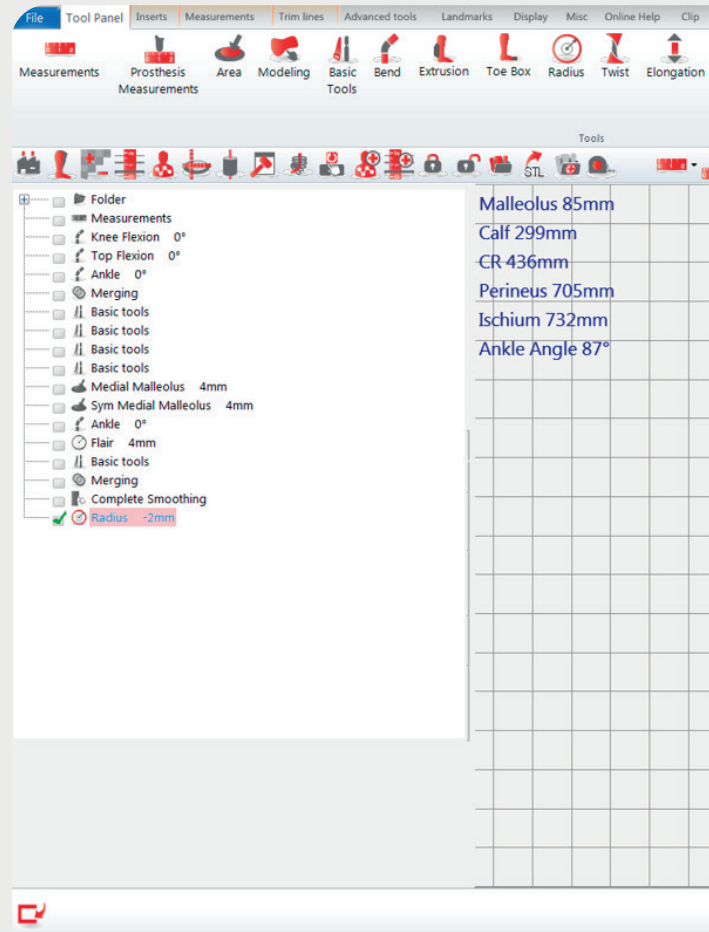 File Tool Panel Inserts Measurements Trim lines Advanced tools Landmarks Display Misc Online Help Clip
Measurements Prosthesis Measurements Area Modeling Basic Tools Bend Extrusion Toe Box Radius Twist Elongation
Tools
STL
Folder
Measurements
Knee Flexion 0°
Top Flexion 0°
Ankle 0°
Merging
Basic tools
Basic tools
Basic tools
Basic tools
Medial Malleolus 4mm
Sym Medial Malleolus 4mm
Ankle 0°
Flair 4mm
Basic tools
Merging
Complete Smoothing
Radius -2mm
Malleolus 85mm
Calf 299mm
CR 436mm
Perineus 705mm
Ischium 732mm
Ankle Angle 87°